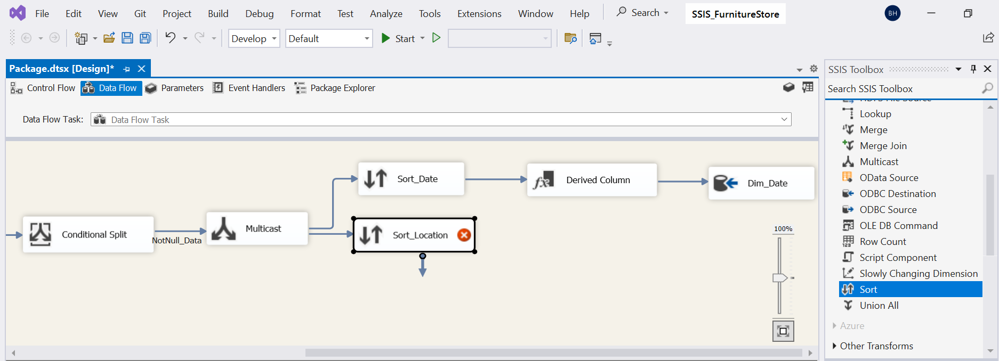 File Edit View Git Project Build Debug Format Test Analyze Tools Extensions Window Help Search SSIS_FurnitureStore BH
Develop Default Start
Package.dtsx [Design]*
Control Flow Data Flow Parameters Event Handlers Package Explorer
Data Flow Task: Data Flow Task
Sort_Date Derived Column Dim_Date
Conditional Split NotNull_Data Multicast Sort_Location
100%
SSIS Toolbox
Search SSIS Toolbox
Lookup
Merge
Merge Join
Multicast
OData Source
ODBC Destination
ODBC Source
OLE DB Command
Row Count
Script Component
Slowly Changing Dimension
Sort
Union All
Azure
Other Transforms